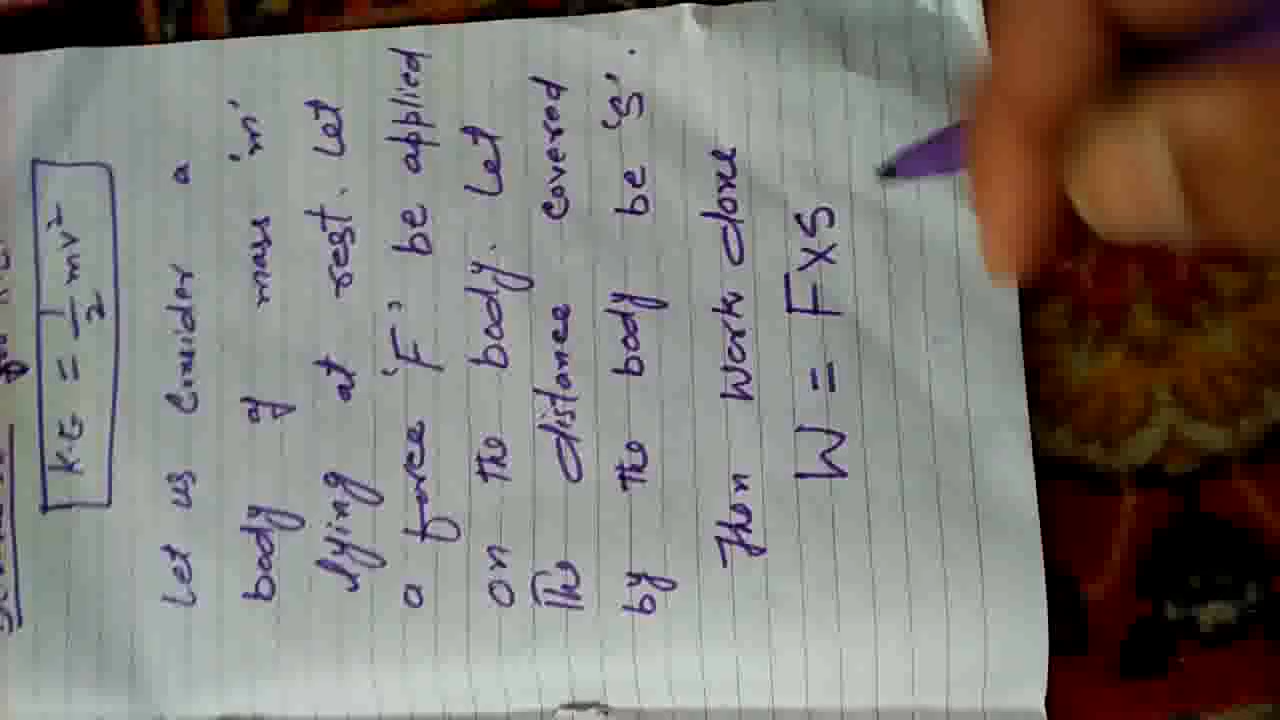 K.E = 1/2 mv²
Let us Consider a
body of mass 'm'
lying at rest. Let
a force 'F' be applied
on the body. Let
The distance covered
by the body be 'S'.
Then Work done
W = F×S